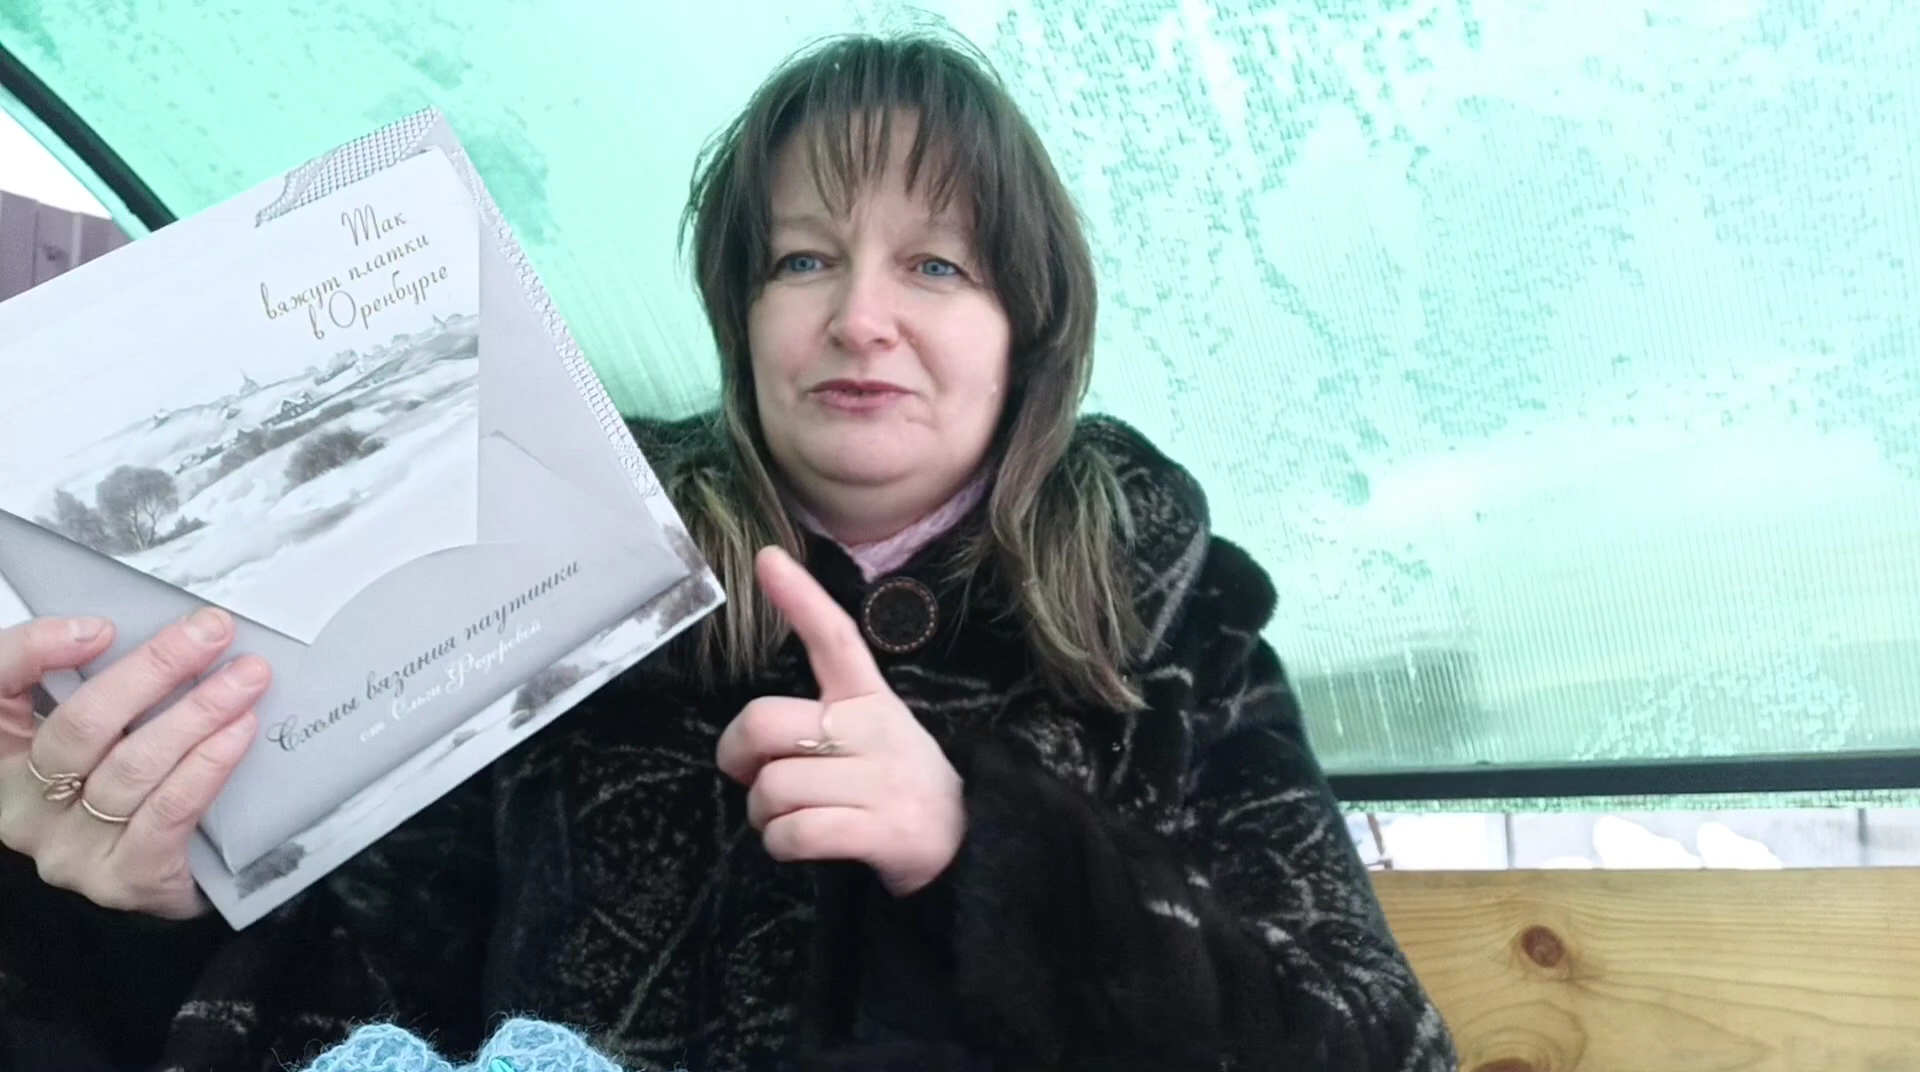 Так
вяжут платки
в Оренбурге
Схемы вязания паутинки
от Ольги Федоровой